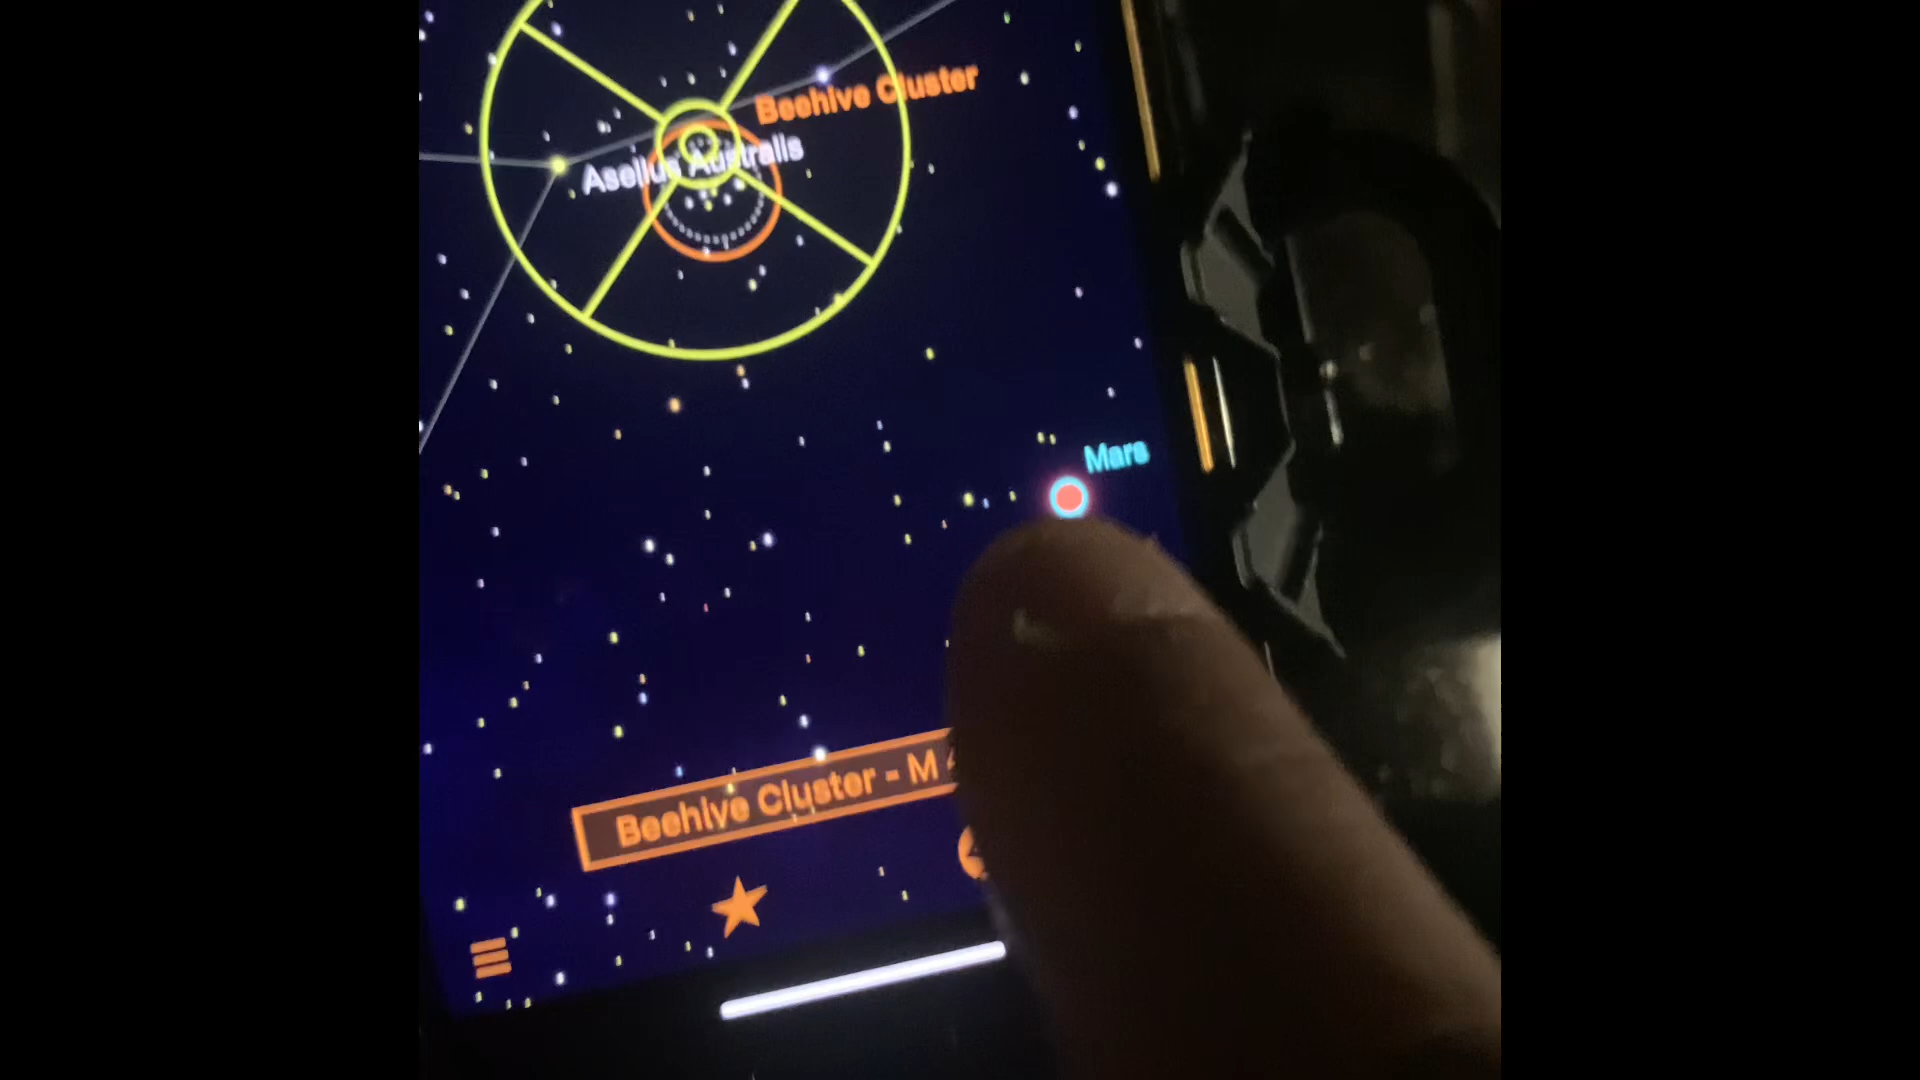 Beehive Cluster
Asellus Australis
Mars
Beehive Cluster - M